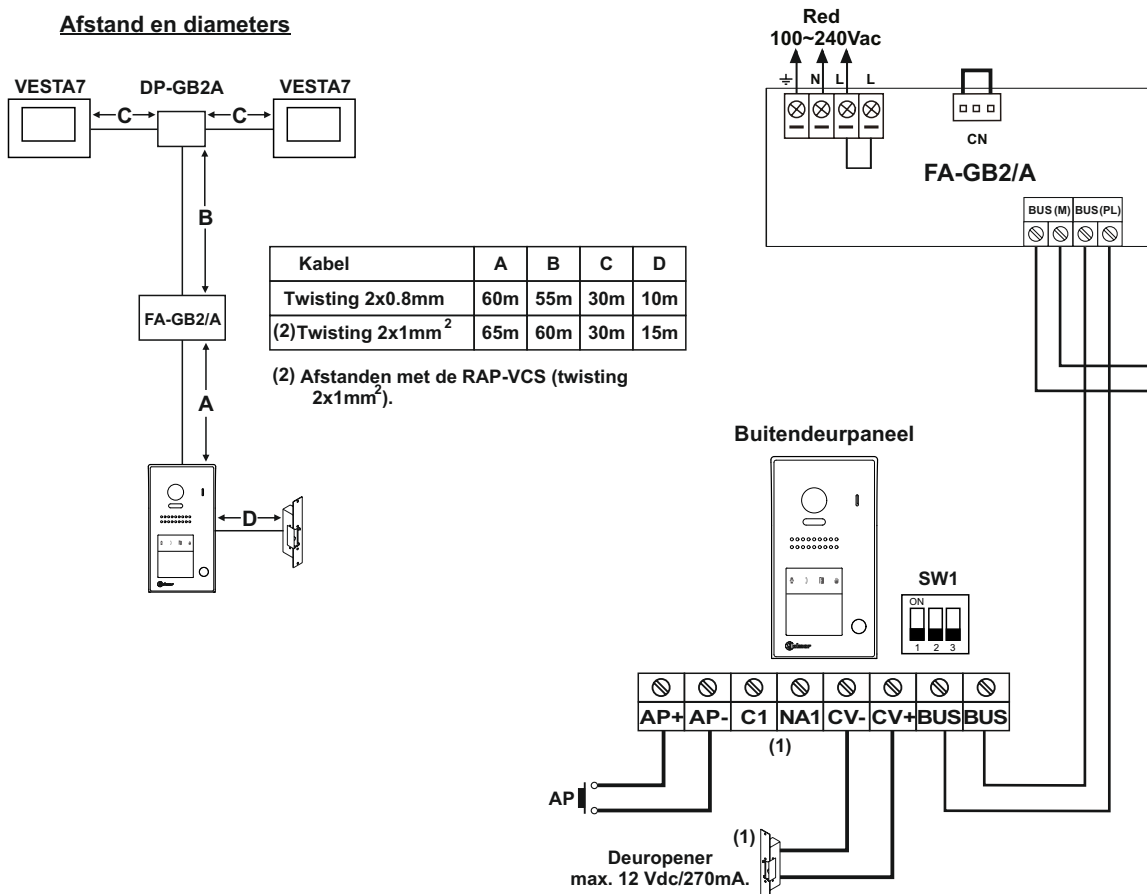 Afstand en diameters
VESTA7
DP-GB2A
VESTA7
C
C
B
FA-GB2/A
A
D
Kabel A B C D
Twisting 2x0.8mm 60m 55m 30m 10m
(2) Twisting 2x1mm² 65m 60m 30m 15m
(2) Afstanden met de RAP-VCS (twisting
2x1mm²).
Red
100~240Vac
N L L
CN
FA-GB2/A
BUS (M) BUS (PL)
Buitendeurpaneel
SW1
ON
1 2 3
AP+ AP- C1 NA1 CV- CV+ BUS BUS
(1)
AP
(1)
Deuropener
max. 12 Vdc/270mA.